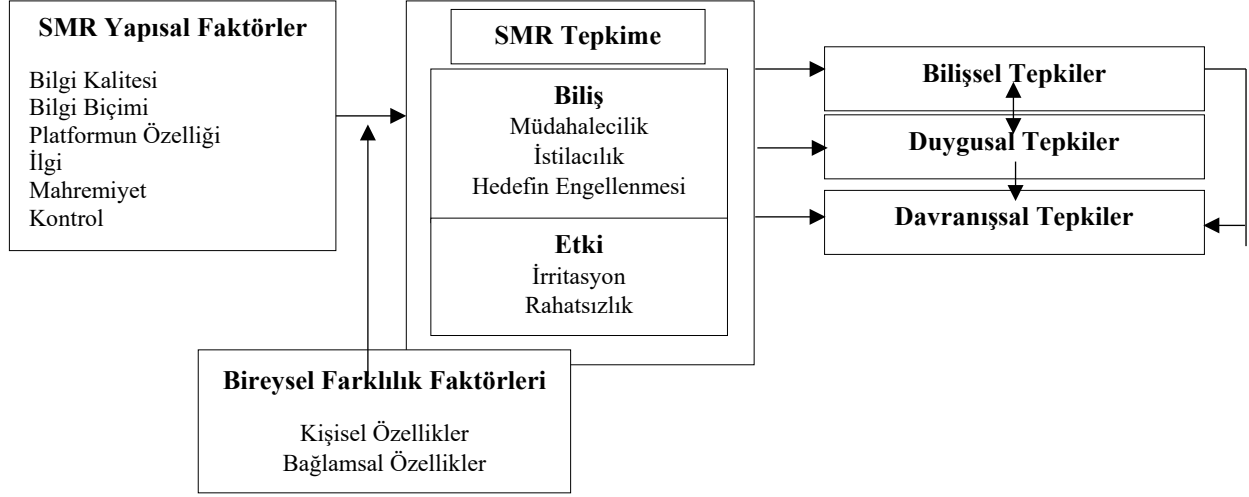 SMR Yapısal Faktörler
Bilgi Kalitesi
Bilgi Biçimi
Platformun Özelliği
İlgi
Mahremiyet
Kontrol
SMR Tepkime
Biliş
Müdahalecilik
İstilacılık
Hedefin Engellenmesi
Etki
İrritasyon
Rahatsızlık
Bireysel Farklılık Faktörleri
Kişisel Özellikler
Bağlamsal Özellikler
Bilişsel Tepkiler
Duygusal Tepkiler
Davranışsal Tepkiler